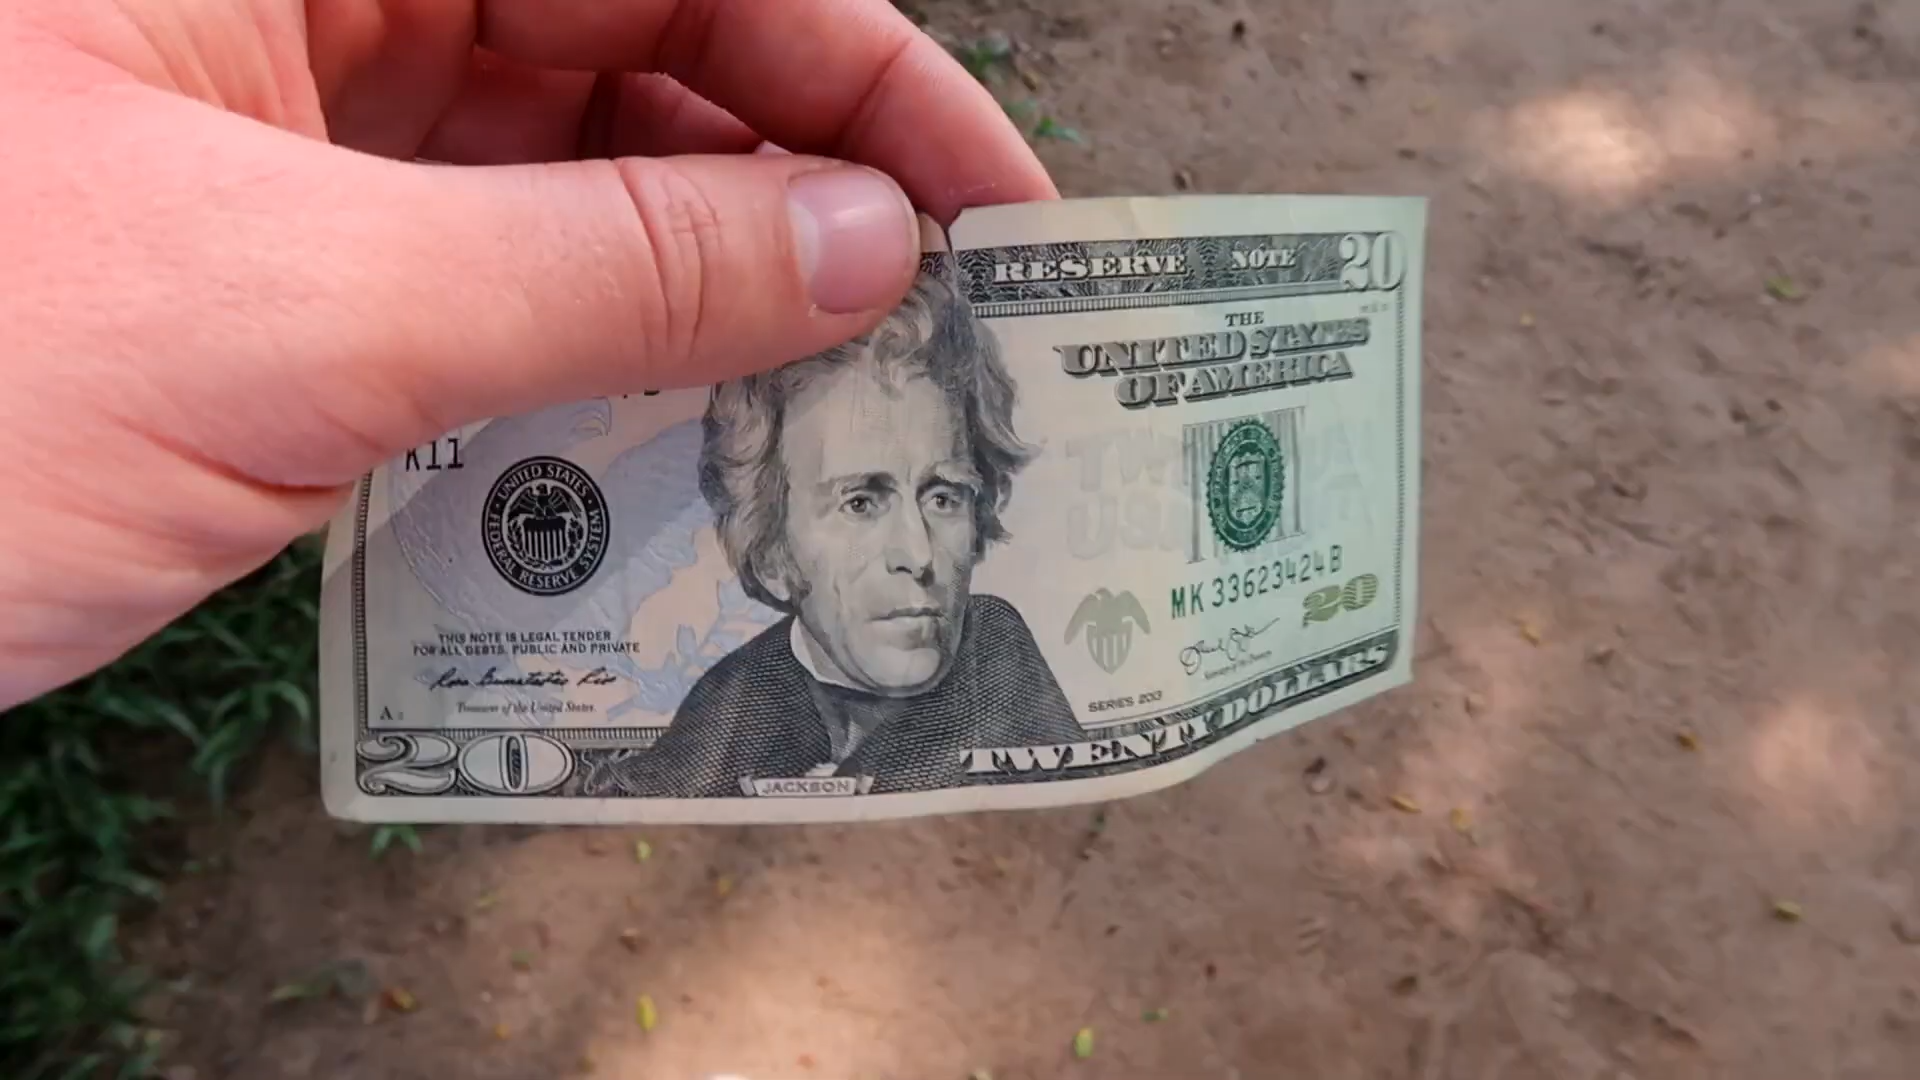 RESERVE NOTE 20
THE
UNITED STATES
OF AMERICA
K11
UNITED STATES
FEDERAL RESERVE SYSTEM
MK 33623424 B
20
THIS NOTE IS LEGAL TENDER
FOR ALL DEBTS, PUBLIC AND PRIVATE
Treasurer of the United States.
SERIES 2013
A
20
JACKSON
TWENTY DOLLARS